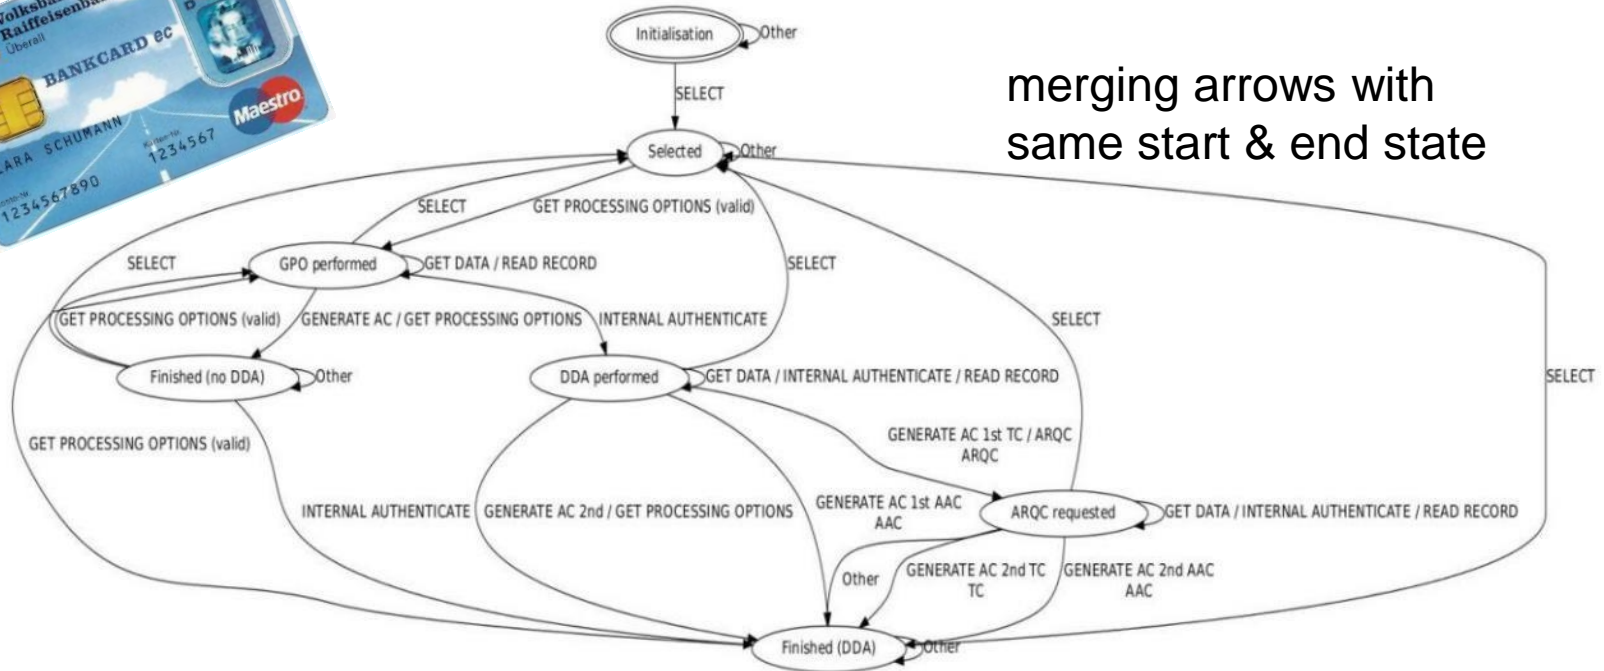 Volksba
Raiffeisenba
Überall
BANKCARD ec
Maestro
LARA SCHUMANN
1234567
1234567890
merging arrows with
same start & end state
Initialisation
Other
SELECT
Selected
Other
SELECT
GET PROCESSING OPTIONS (valid)
SELECT
GPO performed
GET DATA / READ RECORD
SELECT
SELECT
GET PROCESSING OPTIONS (valid)
GENERATE AC / GET PROCESSING OPTIONS
INTERNAL AUTHENTICATE
Finished (no DDA)
Other
DDA performed
GET DATA / INTERNAL AUTHENTICATE / READ RECORD
SELECT
GET PROCESSING OPTIONS (valid)
GENERATE AC 1st TC / ARQC
ARQC
INTERNAL AUTHENTICATE
GENERATE AC 2nd / GET PROCESSING OPTIONS
GENERATE AC 1st AAC
AAC
ARQC requested
GET DATA / INTERNAL AUTHENTICATE / READ RECORD
Other
GENERATE AC 2nd TC
TC
GENERATE AC 2nd AAC
AAC
Finished (DDA)
Other